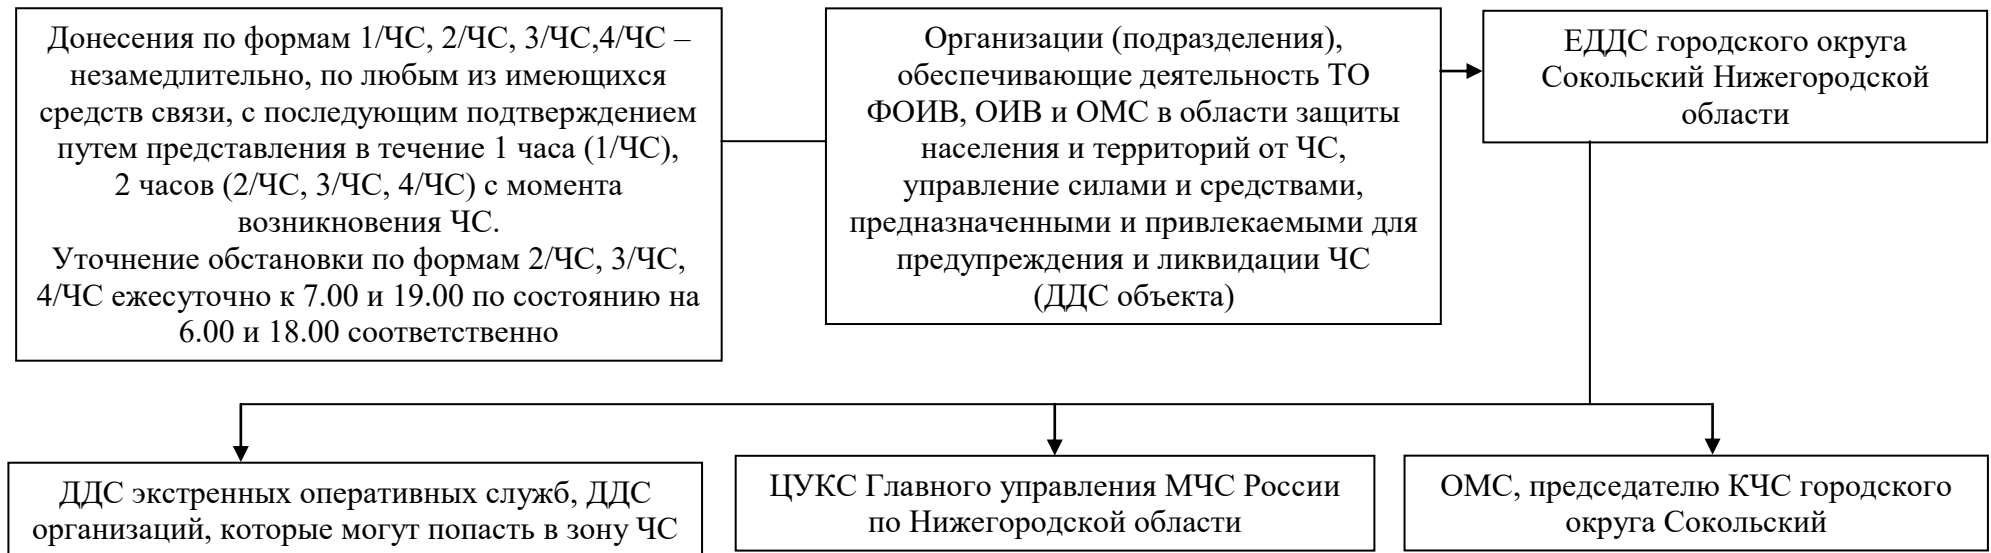 Донесения по формам 1/ЧС, 2/ЧС, 3/ЧС,4/ЧС –
незамедлительно, по любым из имеющихся
средств связи, с последующим подтверждением
путем представления в течение 1 часа (1/ЧС),
2 часов (2/ЧС, 3/ЧС, 4/ЧС) с момента
возникновения ЧС.
Уточнение обстановки по формам 2/ЧС, 3/ЧС,
4/ЧС ежесуточно к 7.00 и 19.00 по состоянию на
6.00 и 18.00 соответственно
Организации (подразделения),
обеспечивающие деятельность ТО
ФОИВ, ОИВ и ОМС в области защиты
населения и территорий от ЧС,
управление силами и средствами,
предназначенными и привлекаемыми для
предупреждения и ликвидации ЧС
(ДДС объекта)
ЕДДС городского округа
Сокольский Нижегородской
области
ДДС экстренных оперативных служб, ДДС
организаций, которые могут попасть в зону ЧС
ЦУКС Главного управления МЧС России
по Нижегородской области
ОМС, председателю КЧС городского
округа Сокольский